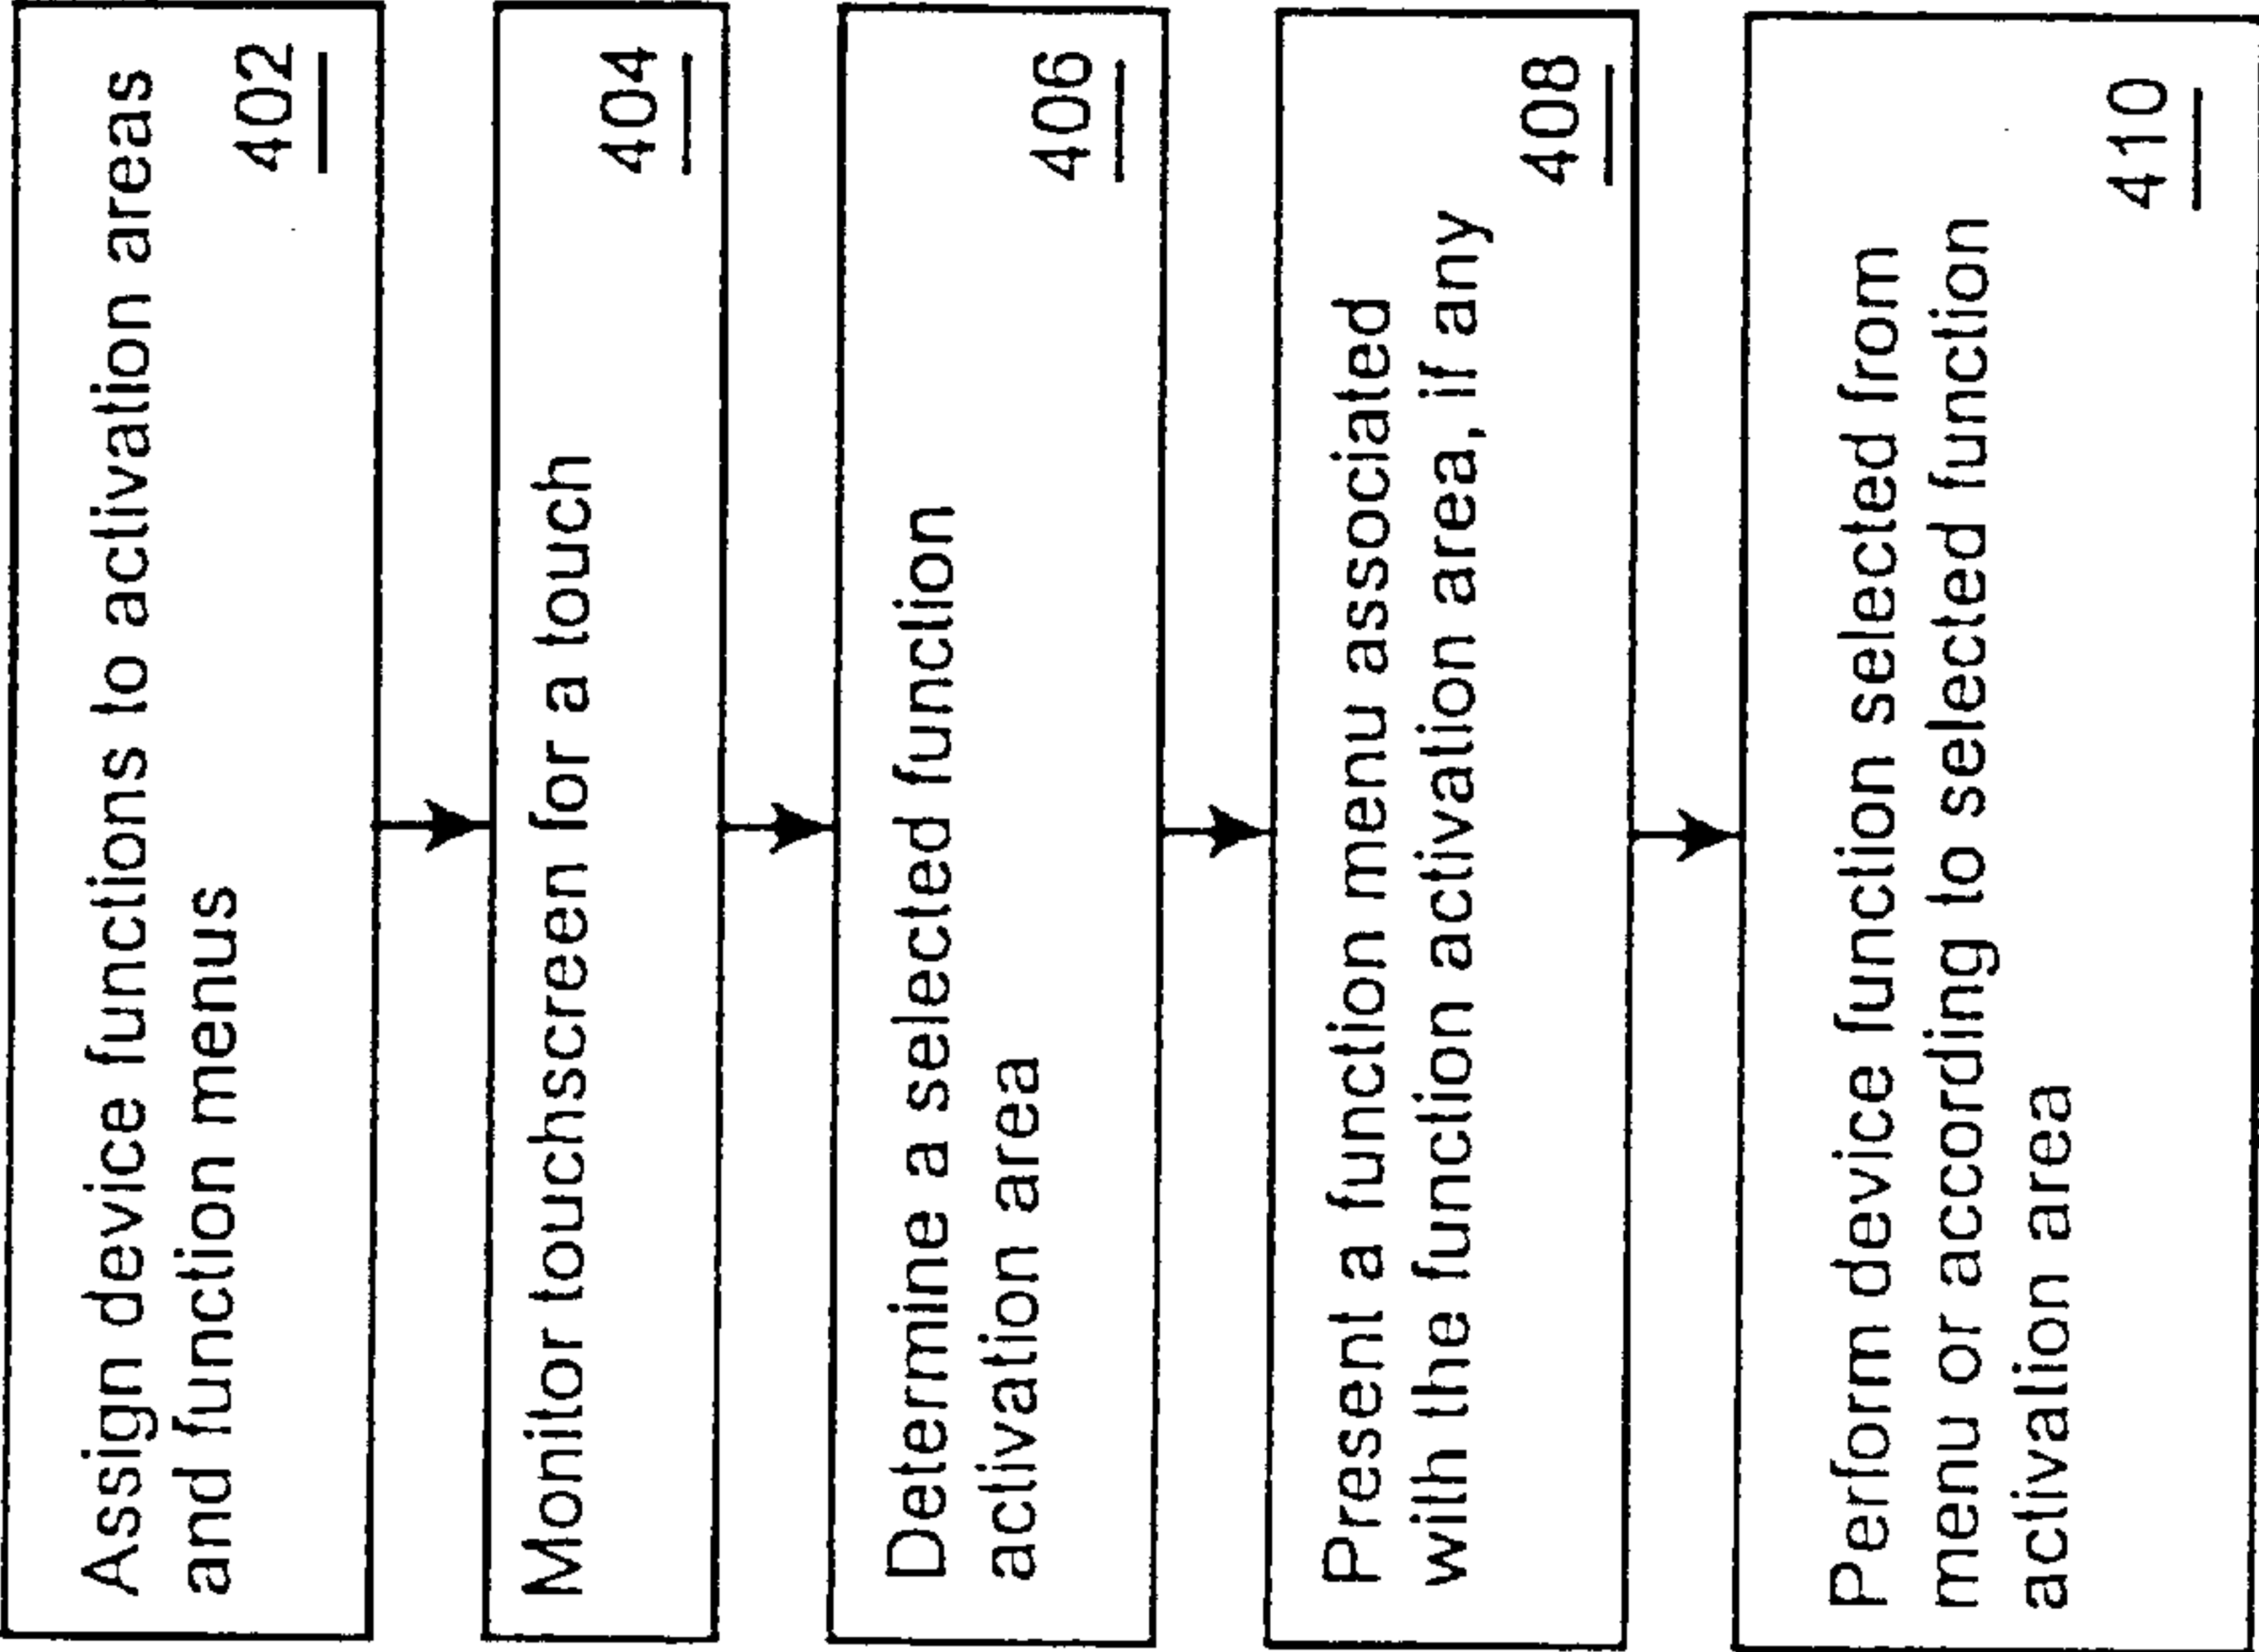 Assign device functions to activation areas
and function menus
402
Monitor touchscreen for a touch
404
Determine a selected function
activation area
406
Present a function menu associated
with the function activation area, if any
408
Perform device function selected from
menu or according to selected function
activation area
410